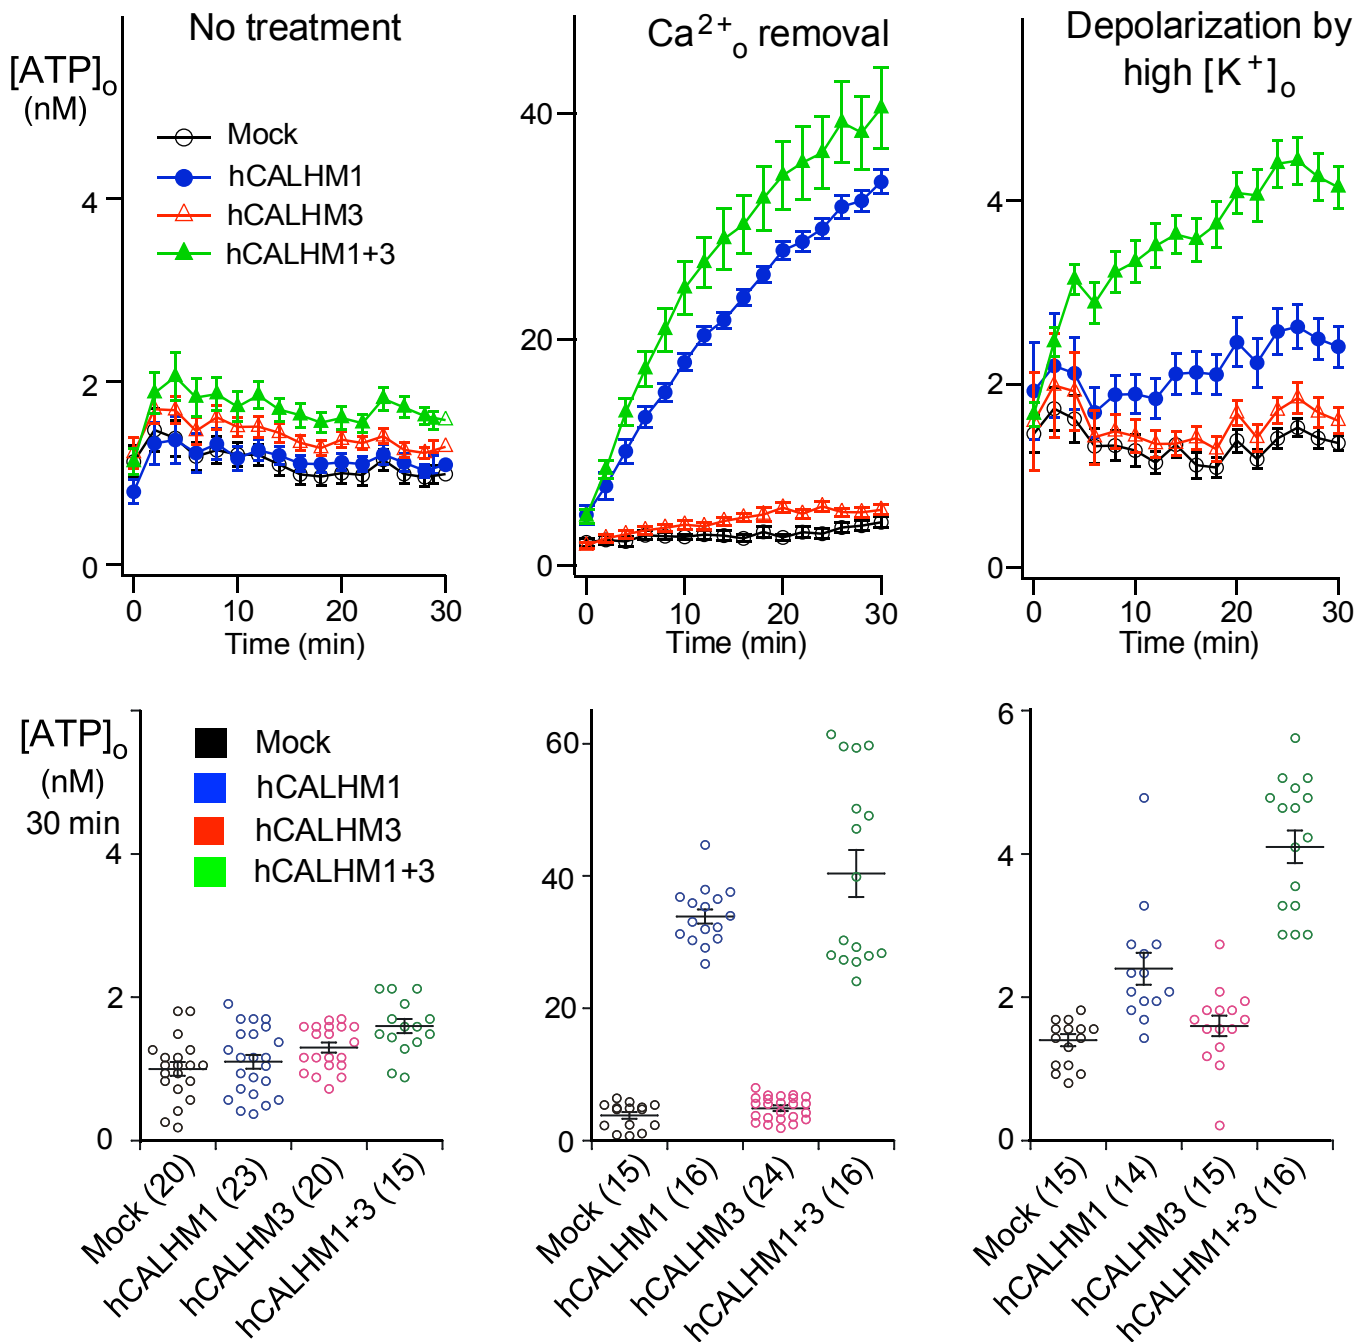 No treatment
[ATP]o
(nM)
Mock
hCALHM1
hCALHM3
hCALHM1+3
4
2
0
0 10 20 30
Time (min)
Ca2+o removal
40
20
0
0 10 20 30
Time (min)
Depolarization by
high [K+]o
4
2
0
0 10 20 30
Time (min)
[ATP]o
(nM)
30 min
Mock
hCALHM1
hCALHM3
hCALHM1+3
4
2
0
Mock (20)
hCALHM1 (23)
hCALHM3 (20)
hCALHM1+3 (15)
60
40
20
0
Mock (15)
hCALHM1 (16)
hCALHM3 (24)
hCALHM1+3 (16)
6
4
2
0
Mock (15)
hCALHM1 (14)
hCALHM3 (15)
hCALHM1+3 (16)